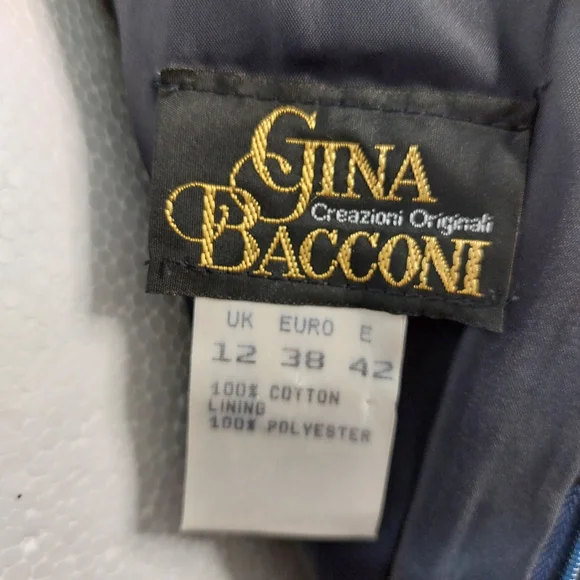 GINA
Creazioni Originali
BACCONI
UK EURO E
12 38 42
100% COTTON
LINING
100% POLYESTER